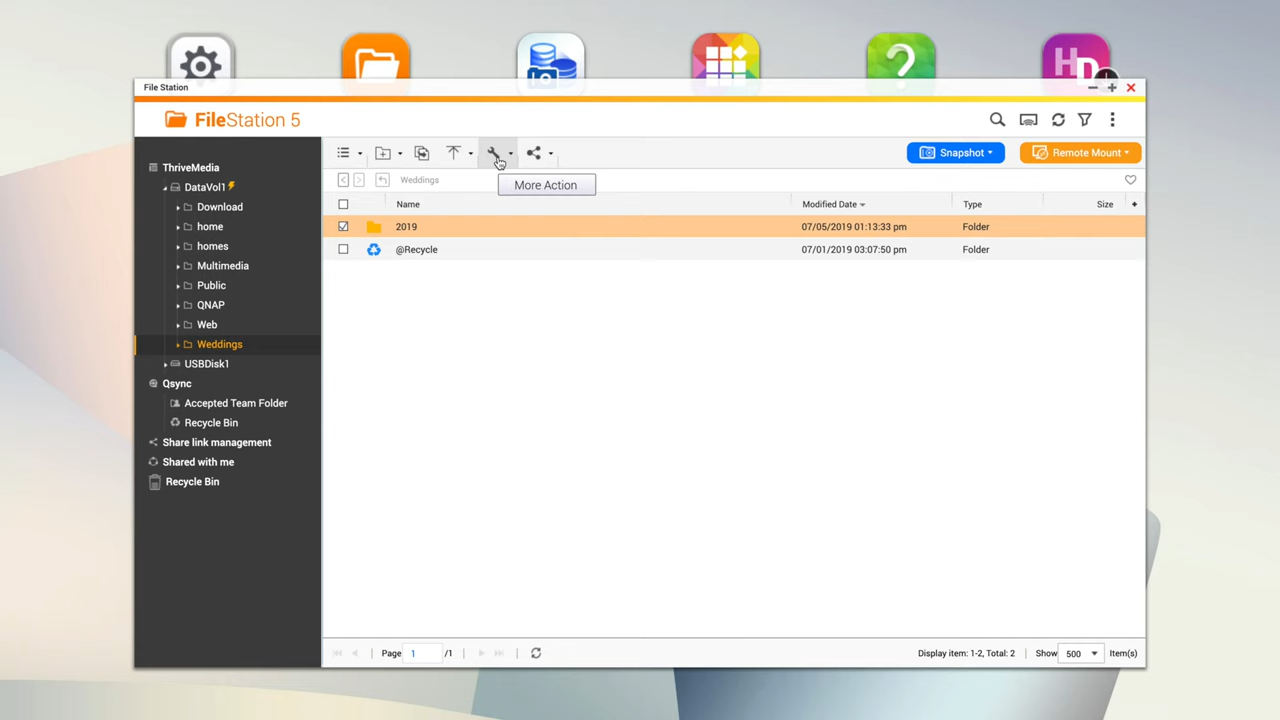 HD
File Station
FileStation 5
Snapshot
Remote Mount
More Action
Weddings
Name
Modified Date
Type
Size
2019
07/05/2019 01:13:33 pm
Folder
@Recycle
07/01/2019 03:07:50 pm
Folder
ThriveMedia
DataVol1
Download
home
homes
Multimedia
Public
QNAP
Web
Weddings
USBDisk1
Qsync
Accepted Team Folder
Recycle Bin
Share link management
Shared with me
Recycle Bin
Page 1 /1
Display item: 1-2, Total: 2
Show 500 Item(s)